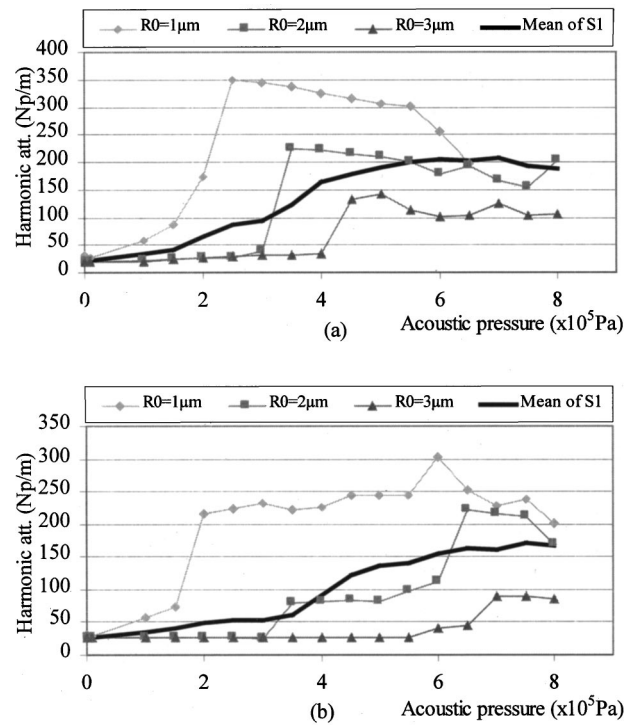 R0=1µm R0=2µm R0=3µm Mean of S1
Harmonic att. (Np/m)
400
350
300
250
200
150
100
50
0
0 2 4 6 8
(a)
Acoustic pressure (x10⁵Pa)
R0=1µm R0=2µm R0=3µm Mean of S1
Harmonic att. (Np/m)
350
300
250
200
150
100
50
0
0 2 4 6 8
Acoustic pressure (x10⁵Pa)
(b)